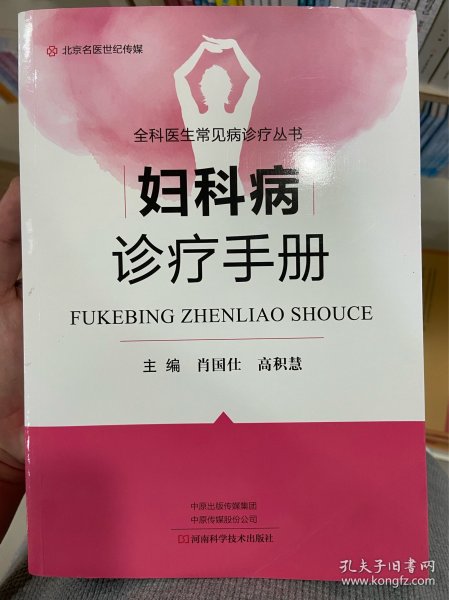 北京名医世纪传媒
全科医生常见病诊疗丛书
妇科病
诊疗手册
FUKEBING ZHENLIAO SHOUCE
主 编 肖国仕 高积慧
中原出版传媒集团
中原传媒股份公司
河南科学技术出版社
孔夫子旧书网
www.kongfz.com